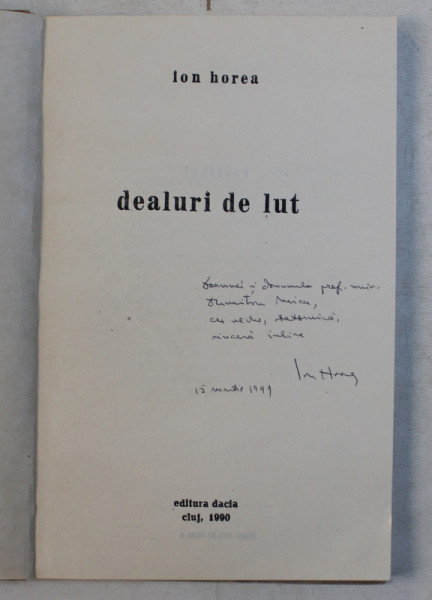 ion horea
dealuri de lut
Doamnei și Domnului prof. univ.
Dumitru Micu,
cu veche, statornică,
sinceră iubire
Ion Horea
15 martie 1991
editura dacia
cluj, 1990